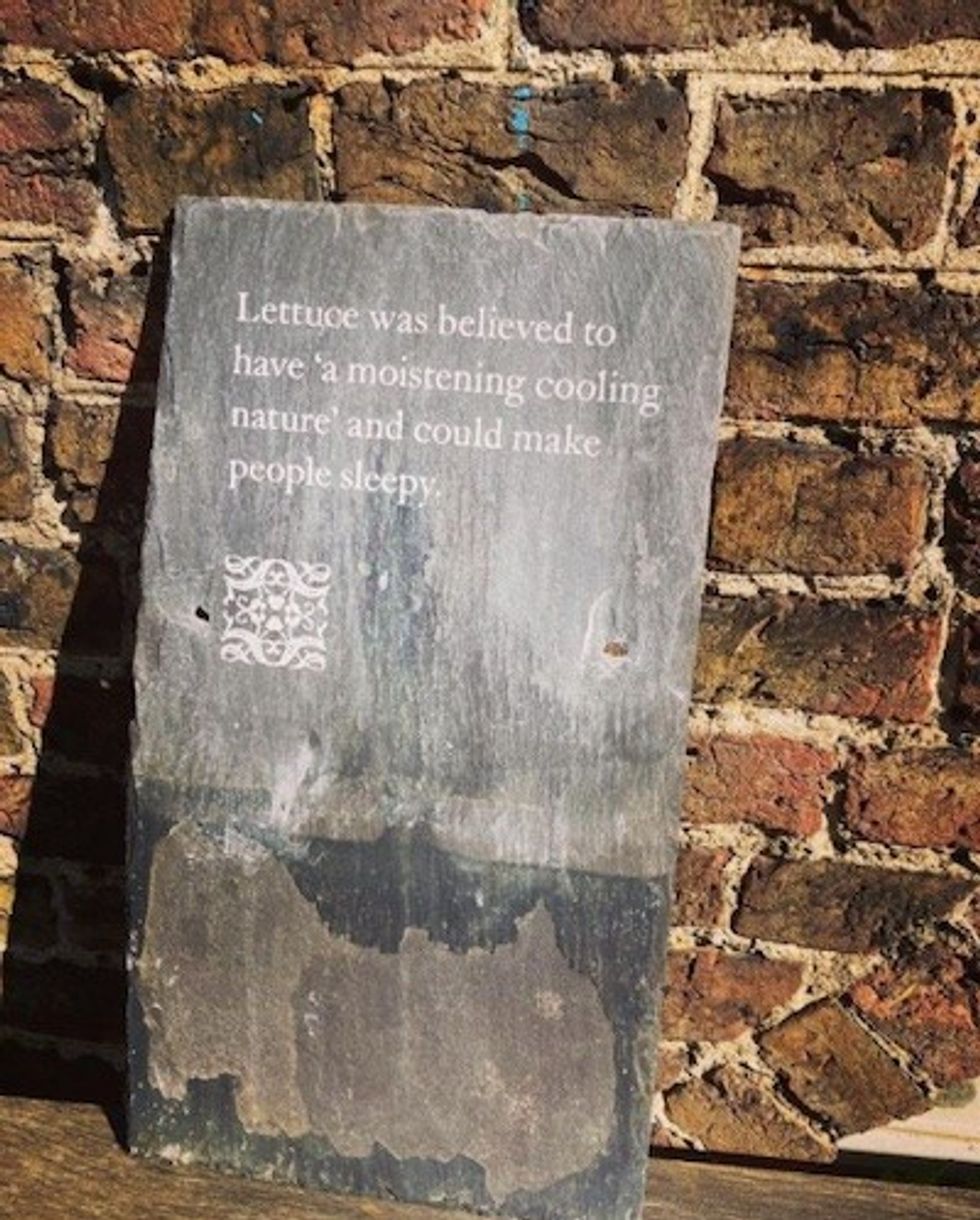 Lettuce was believed to
have ‘a moistening cooling
nature’ and could make
people sleepy.